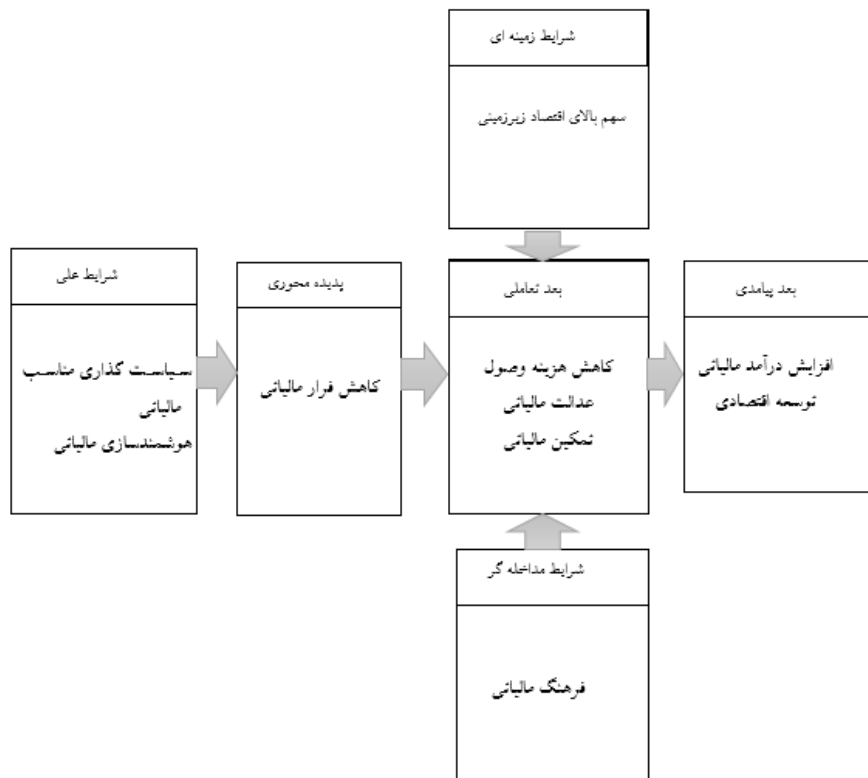 شرایط زمینه ای
سهم بالای اقتصاد زیرزمینی
شرایط علی
سیاست گذاری مناسب
مالیاتی
هوشمندسازی مالیاتی
پدیده محوری
کاهش فرار مالیاتی
بعد تعاملی
کاهش هزینه وصول
عدالت مالیاتی
تمکین مالیاتی
بعد پیامدی
افزایش درآمد مالیاتی
توسعه اقتصادی
شرایط مداخله گر
فرهنگ مالیاتی